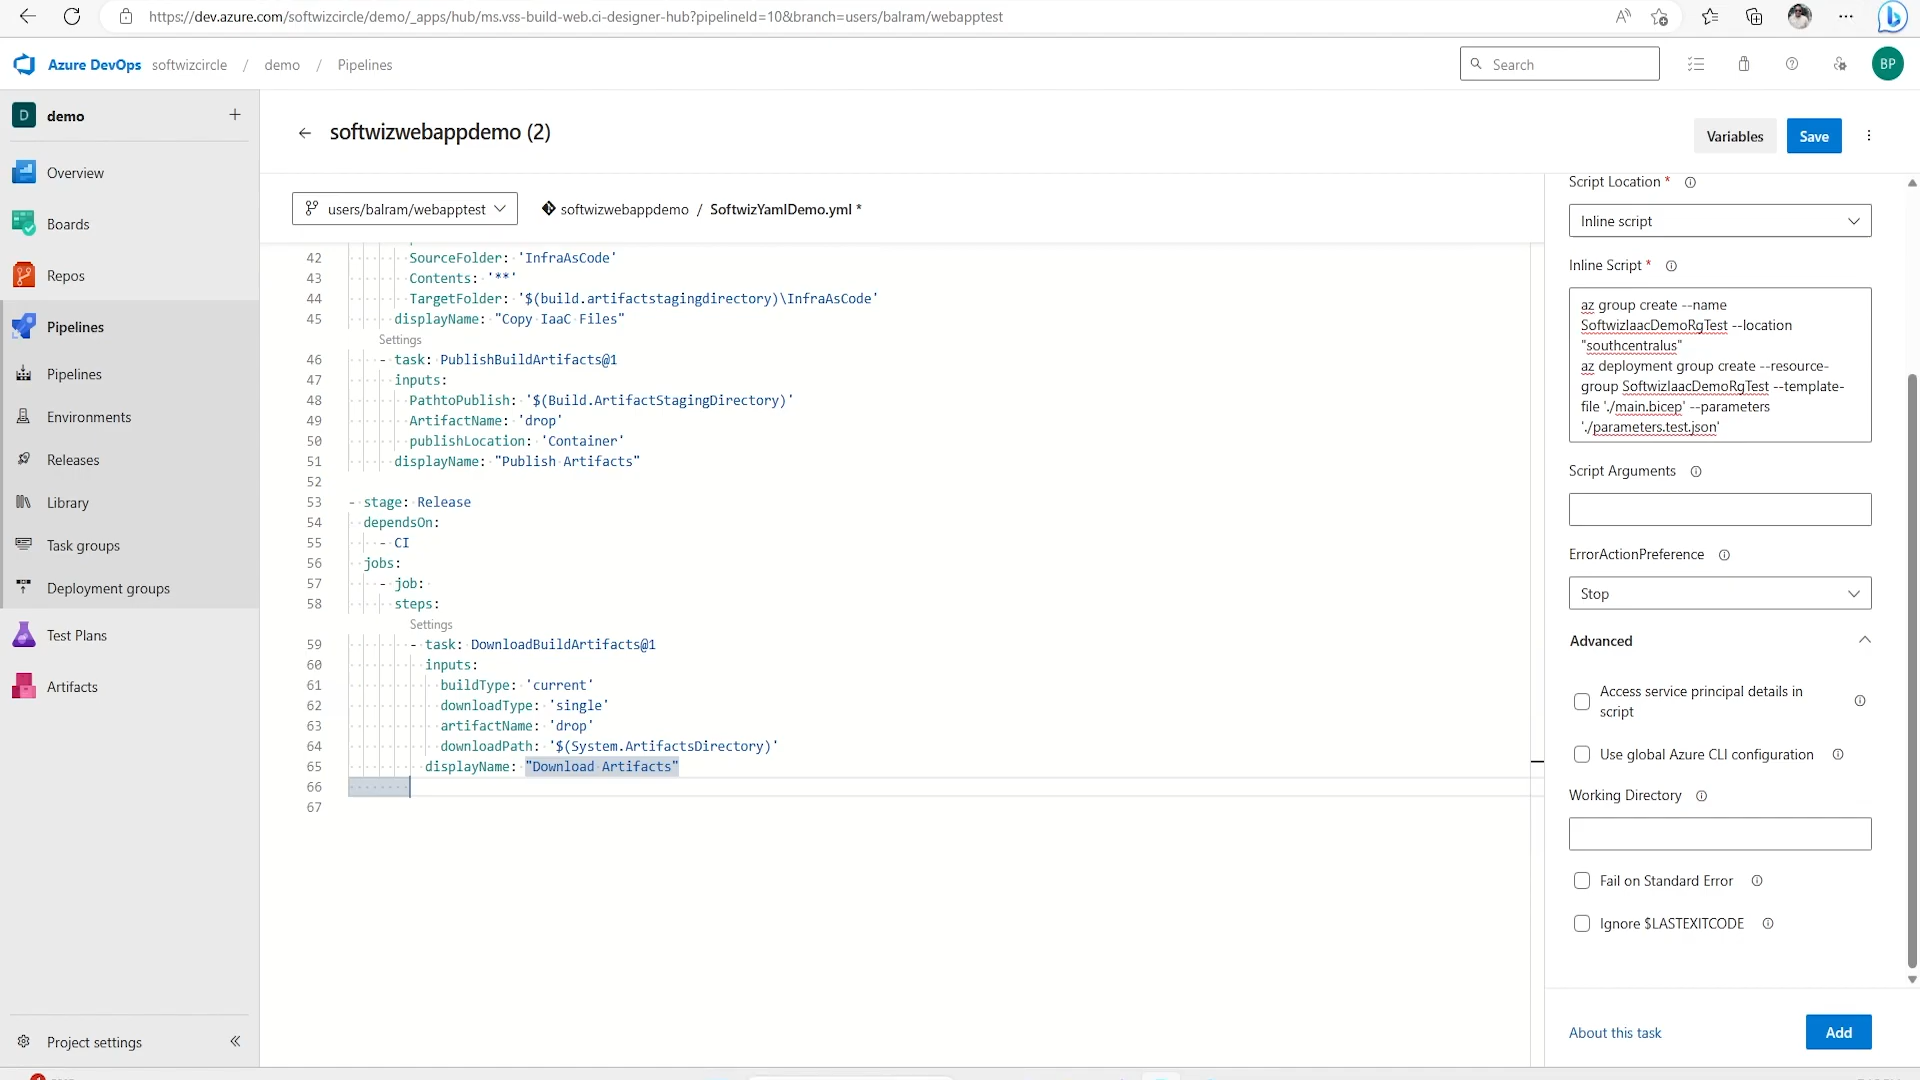 https://dev.azure.com/softwizcircle/demo/_apps/hub/ms.vss-build-web.ci-designer-hub?pipelineId=10&branch=users/balram/webapptest
Azure DevOps softwizcircle / demo / Pipelines
Search
BP
D demo
Overview
Boards
Repos
Pipelines
Pipelines
Environments
Releases
Library
Task groups
Deployment groups
Test Plans
Artifacts
Project settings
softwizwebappdemo (2)
Variables
Save
users/balram/webapptest
softwizwebappdemo / SoftwizYamlDemo.yml *
42 SourceFolder: 'InfraAsCode'
43 Contents: '**'
44 TargetFolder: '$(build.artifactstagingdirectory)\InfraAsCode'
45 displayName: "Copy IaaC Files"
Settings
46 - task: PublishBuildArtifacts@1
47 inputs:
48 PathtoPublish: '$(Build.ArtifactStagingDirectory)'
49 ArtifactName: 'drop'
50 publishLocation: 'Container'
51 displayName: "Publish Artifacts"
52
53 - stage: Release
54 dependsOn:
55 - CI
56 jobs:
57 - job:
58 steps:
Settings
59 - task: DownloadBuildArtifacts@1
60 inputs:
61 buildType: 'current'
62 downloadType: 'single'
63 artifactName: 'drop'
64 downloadPath: '$(System.ArtifactsDirectory)'
65 displayName: "Download Artifacts"
66
67
Script Location *
Inline script
Inline Script *
az group create --name
SoftwizIaacDemoRgTest --location
"southcentralus"
az deployment group create --resource-
group SoftwizIaacDemoRgTest --template-
file './main.bicep' --parameters
'./parameters.test.json'
Script Arguments
ErrorActionPreference
Stop
Advanced
Access service principal details in
script
Use global Azure CLI configuration
Working Directory
Fail on Standard Error
Ignore $LASTEXITCODE
About this task
Add